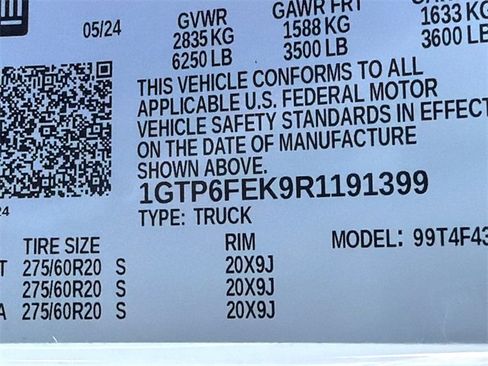 05/24 GVWR GAWR FRT
2835 KG 1588 KG 1633 KG
6250 LB 3500 LB 3600 LB
THIS VEHICLE CONFORMS TO ALL
APPLICABLE U.S. FEDERAL MOTOR
VEHICLE SAFETY STANDARDS IN EFFECT
ON THE DATE OF MANUFACTURE
SHOWN ABOVE.
1GTP6FEK9R1191399
24 TYPE: TRUCK
TIRE SIZE RIM MODEL: 99T4F43
T 275/60R20 S 20X9J
275/60R20 S 20X9J
A 275/60R20 S 20X9J